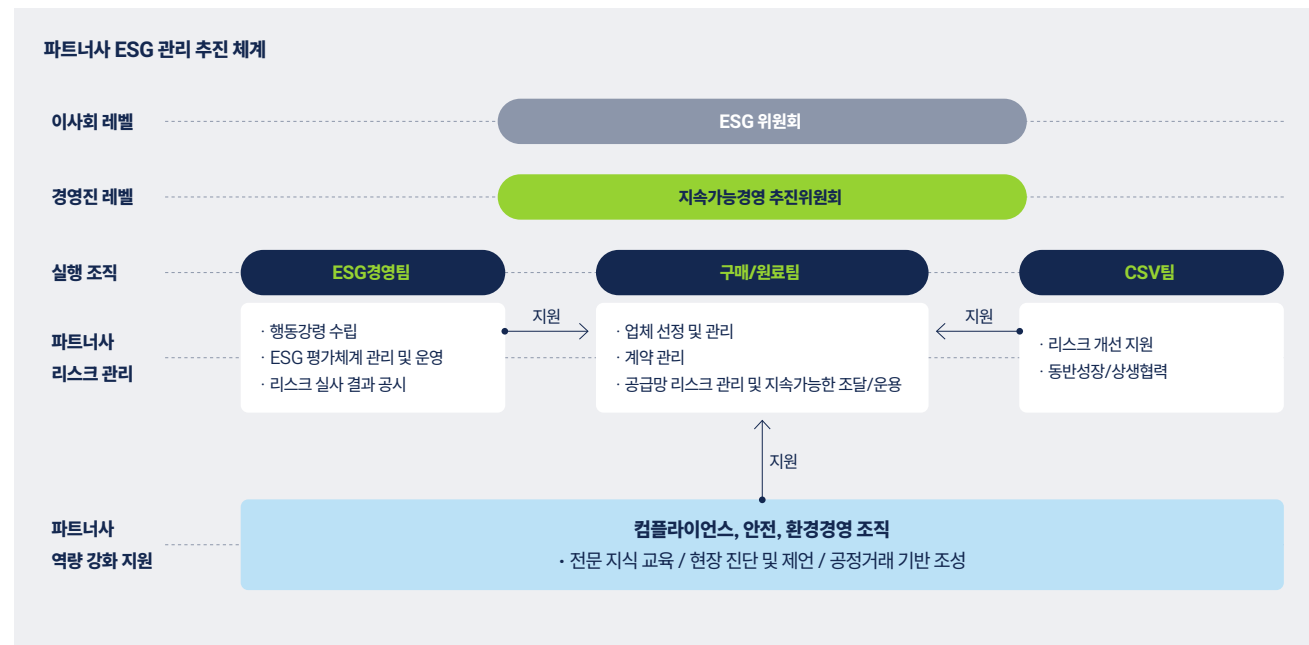 파트너사 ESG 관리 추진 체계
이사회 레벨
ESG 위원회
경영진 레벨
지속가능경영 추진위원회
실행 조직
ESG경영팀
구매/원료팀
CSV팀
파트너사
리스크 관리
· 행동강령 수립
· ESG 평가체계 관리 및 운영
· 리스크 실사 결과 공시
지원
· 업체 선정 및 관리
· 계약 관리
· 공급망 리스크 관리 및 지속가능한 조달/운용
지원
· 리스크 개선 지원
· 동반성장/상생협력
지원
파트너사
역량 강화 지원
컴플라이언스, 안전, 환경경영 조직
· 전문 지식 교육 / 현장 진단 및 제언 / 공정거래 기반 조성